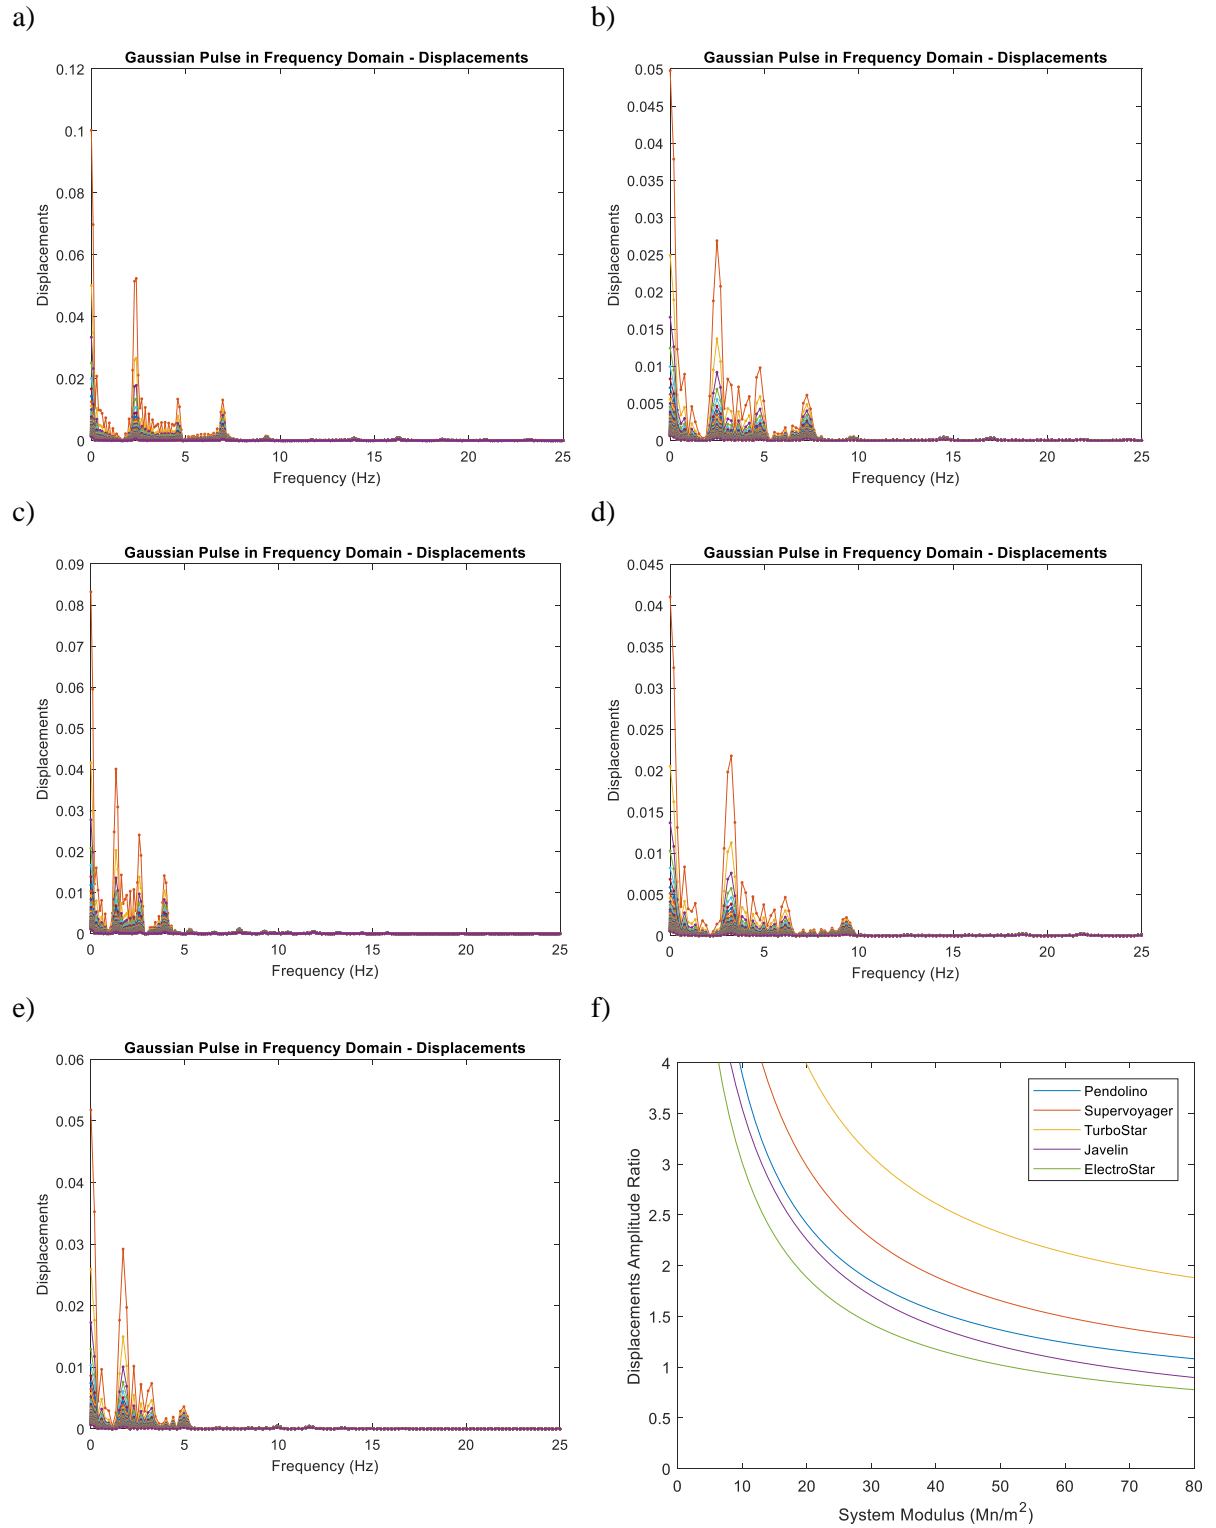 a)
Gaussian Pulse in Frequency Domain - Displacements
0.12
0.1
0.08
0.06
0.04
0.02
0
Displacements
0 5 10 15 20 25
Frequency (Hz)
b)
Gaussian Pulse in Frequency Domain - Displacements
0.05
0.045
0.04
0.035
0.03
0.025
0.02
0.015
0.01
0.005
0
Displacements
0 5 10 15 20 25
Frequency (Hz)
c)
Gaussian Pulse in Frequency Domain - Displacements
0.09
0.08
0.07
0.06
0.05
0.04
0.03
0.02
0.01
0
Displacements
0 5 10 15 20 25
Frequency (Hz)
d)
Gaussian Pulse in Frequency Domain - Displacements
0.045
0.04
0.035
0.03
0.025
0.02
0.015
0.01
0.005
0
Displacements
0 5 10 15 20 25
Frequency (Hz)
e)
Gaussian Pulse in Frequency Domain - Displacements
0.06
0.05
0.04
0.03
0.02
0.01
0
Displacements
0 5 10 15 20 25
Frequency (Hz)
f)
4
3.5
3
2.5
2
1.5
1
0.5
0
Displacements Amplitude Ratio
Pendolino
Supervoyager
TurboStar
Javelin
ElectroStar
0 10 20 30 40 50 60 70 80
System Modulus (Mn/m²)